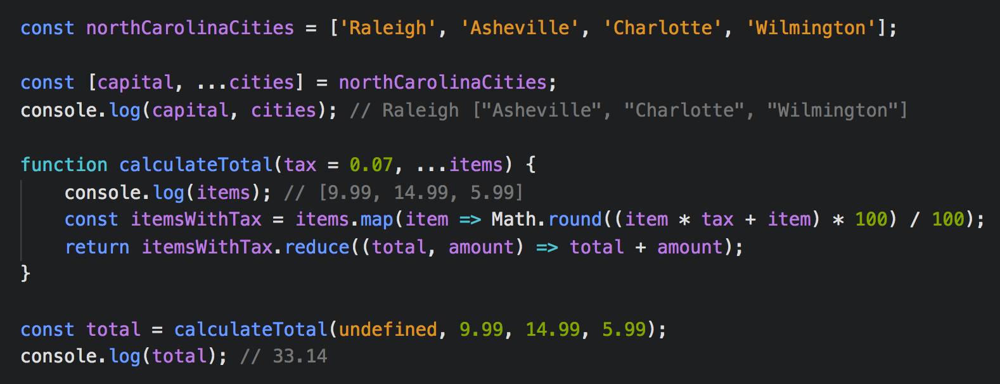 const northCarolinaCities = ['Raleigh', 'Asheville', 'Charlotte', 'Wilmington'];
const [capital, ...cities] = northCarolinaCities;
console.log(capital, cities); // Raleigh ["Asheville", "Charlotte", "Wilmington"]
function calculateTotal(tax = 0.07, ...items) {
console.log(items); // [9.99, 14.99, 5.99]
const itemsWithTax = items.map(item => Math.round((item * tax + item) * 100) / 100);
return itemsWithTax.reduce((total, amount) => total + amount);
}
const total = calculateTotal(undefined, 9.99, 14.99, 5.99);
console.log(total); // 33.14